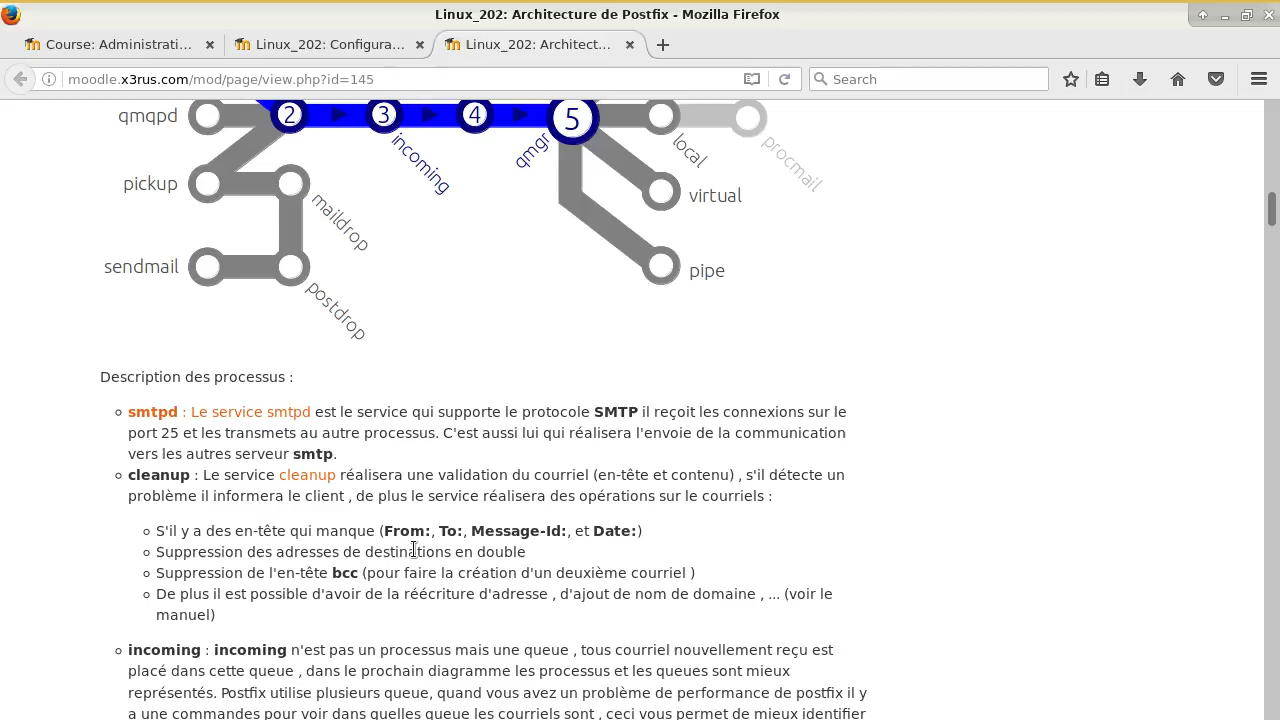 Linux_202: Architecture de Postfix - Mozilla Firefox
Course: Administrati... Linux_202: Configura... Linux_202: Architect...
moodle.x3rus.com/mod/page/view.php?id=145 Search
qmqpd 2 3 4 5
incoming qmgr local procmail
pickup virtual
maildrop
sendmail pipe
postdrop
Description des processus :
smtpd : Le service smtpd est le service qui supporte le protocole SMTP il reçoit les connexions sur le
port 25 et les transmets au autre processus. C'est aussi lui qui réalisera l'envoie de la communication
vers les autres serveur smtp.
cleanup : Le service cleanup réalisera une validation du courriel (en-tête et contenu) , s'il détecte un
problème il informera le client , de plus le service réalisera des opérations sur le courriels :
S'il y a des en-tête qui manque (From:, To:, Message-Id:, et Date:)
Suppression des adresses de destinations en double
Suppression de l'en-tête bcc (pour faire la création d'un deuxième courriel )
De plus il est possible d'avoir de la réécriture d'adresse , d'ajout de nom de domaine , ... (voir le
manuel)
incoming : incoming n'est pas un processus mais une queue , tous courriel nouvellement reçu est
placé dans cette queue , dans le prochain diagramme les processus et les queues sont mieux
représentés. Postfix utilise plusieurs queue, quand vous avez un problème de performance de postfix il y
a une commandes pour voir dans quelles queue les courriels sont , ceci vous permet de mieux identifier